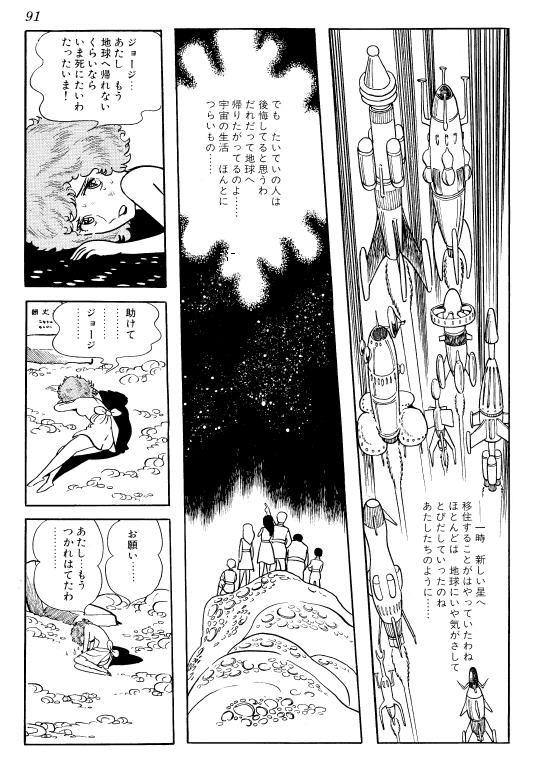 91
一時　新しい星へ
移住することがはやっていたわね
ほとんどは　地球にいや気がさして
とびだしていったのね
あたしたちのように……
でも　たいていの人は
後悔してると思うわ
だれだって地球へ
帰りたがってるのよ……
宇宙の生活　ほんとに
つらいもの……
ジョージ…
あたし　もう
地球へ帰れない
くらいなら
いま死にたいわ
たったいま！
助けて
………
ジョージ
………
お願い…
あたし…もう
つかれはてたわ
………